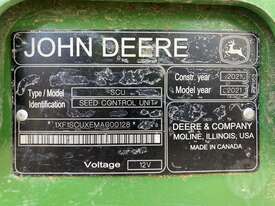 JOHN DEERE
Constr. year 2021
Model year 2021
Type / Model SCU
Identification SEED CONTROL UNIT
DEERE & COMPANY
MOLINE, ILLINOIS, USA
MADE IN CANADA
Voltage 12V